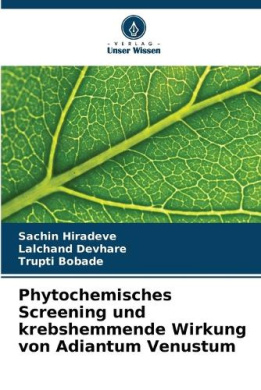 - VERLAG -
Unser Wissen
Sachin Hiradeve
Lalchand Devhare
Trupti Bobade
Phytochemisches
Screening und
krebshemmende Wirkung
von Adiantum Venustum